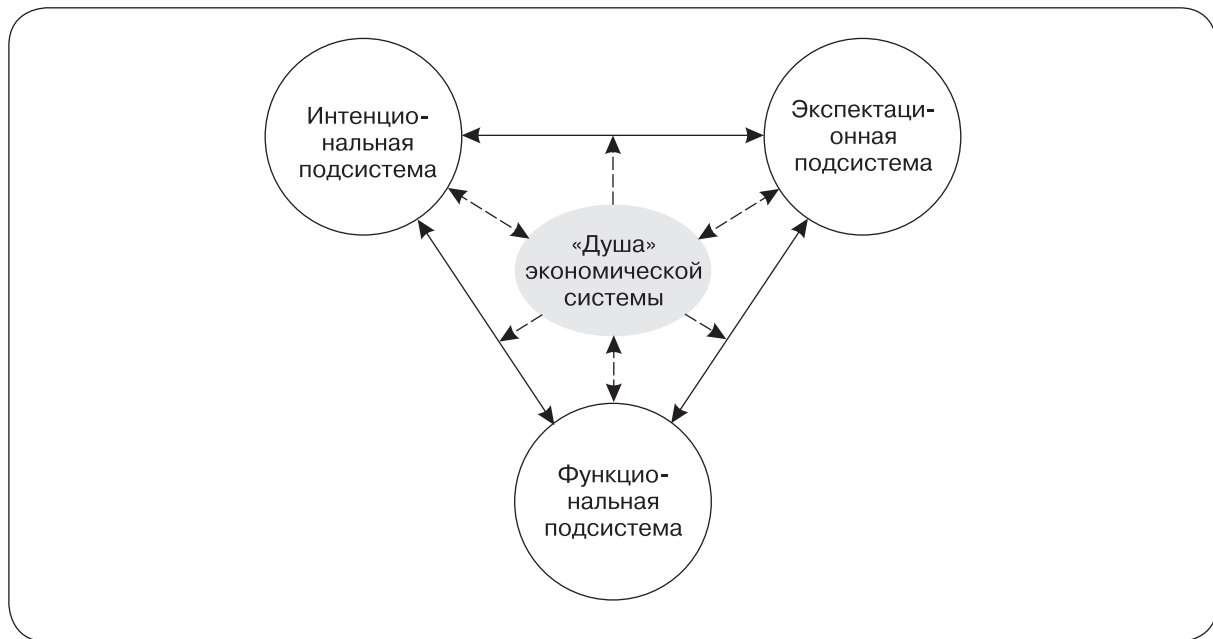 Интенцио-
нальная
подсистема
Экспектаци-
онная
подсистема
«Душа»
экономической
системы
Функцио-
нальная
подсистема